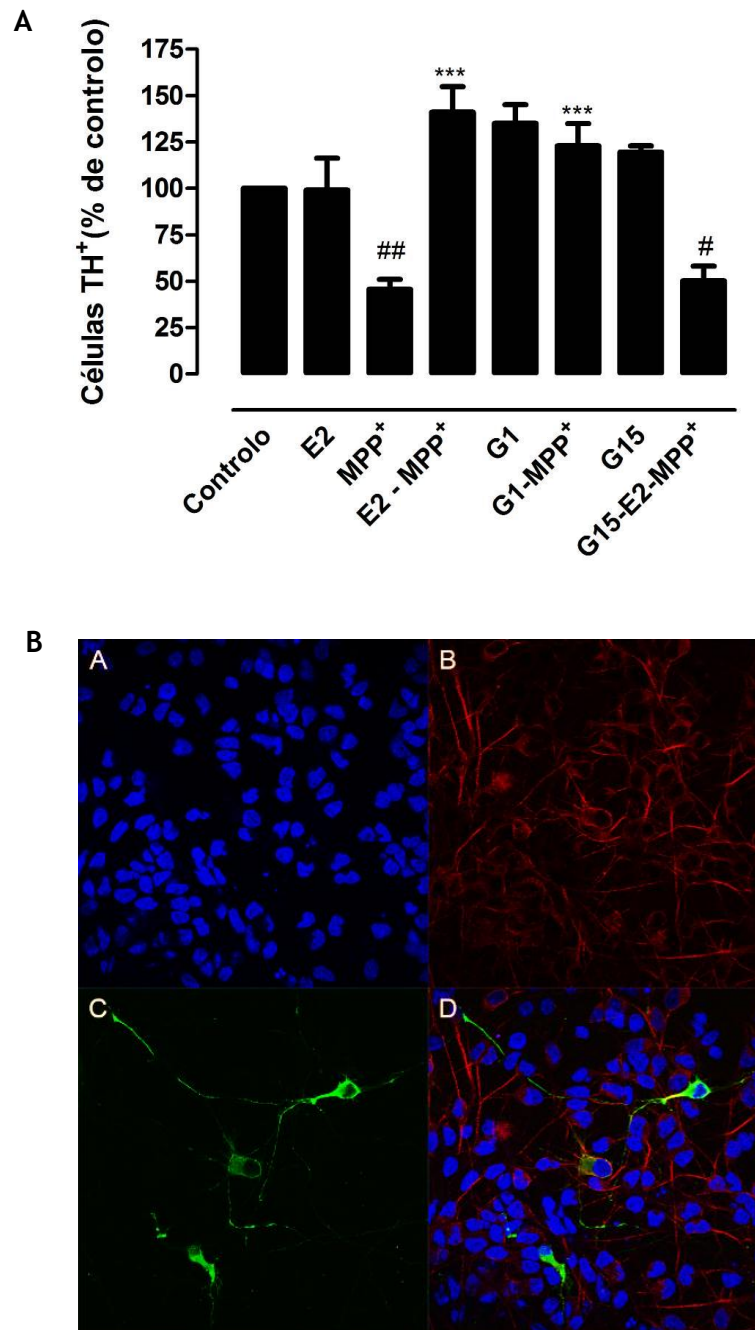 A
Células TH⁺ (% de controlo)
175
150
125
100
75
50
25
0
##
***
***
#
Controlo
E2
MPP⁺
E2 - MPP⁺
G1
G1-MPP⁺
G15
G15-E2-MPP⁺
B
A
B
C
D